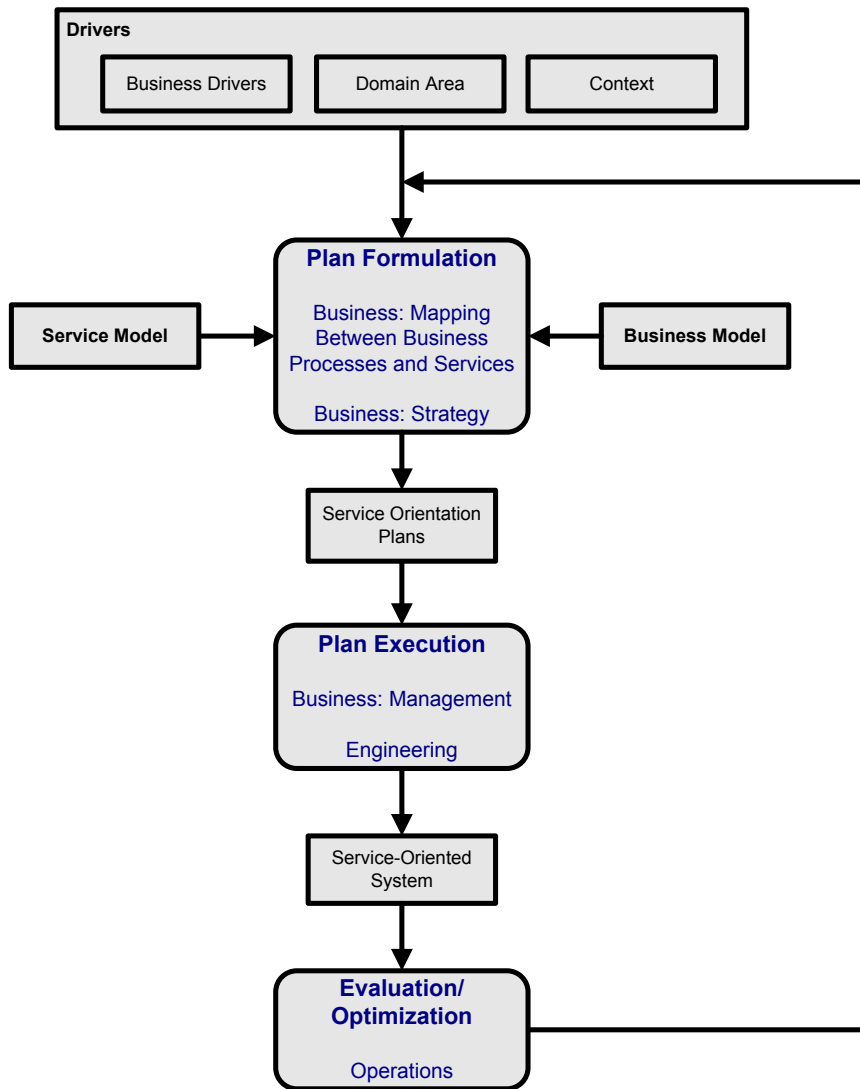 Drivers
Business Drivers
Domain Area
Context
Plan Formulation
Business: Mapping
Between Business
Processes and Services
Business: Strategy
Service Model
Business Model
Service Orientation
Plans
Plan Execution
Business: Management
Engineering
Service-Oriented
System
Evaluation/
Optimization
Operations